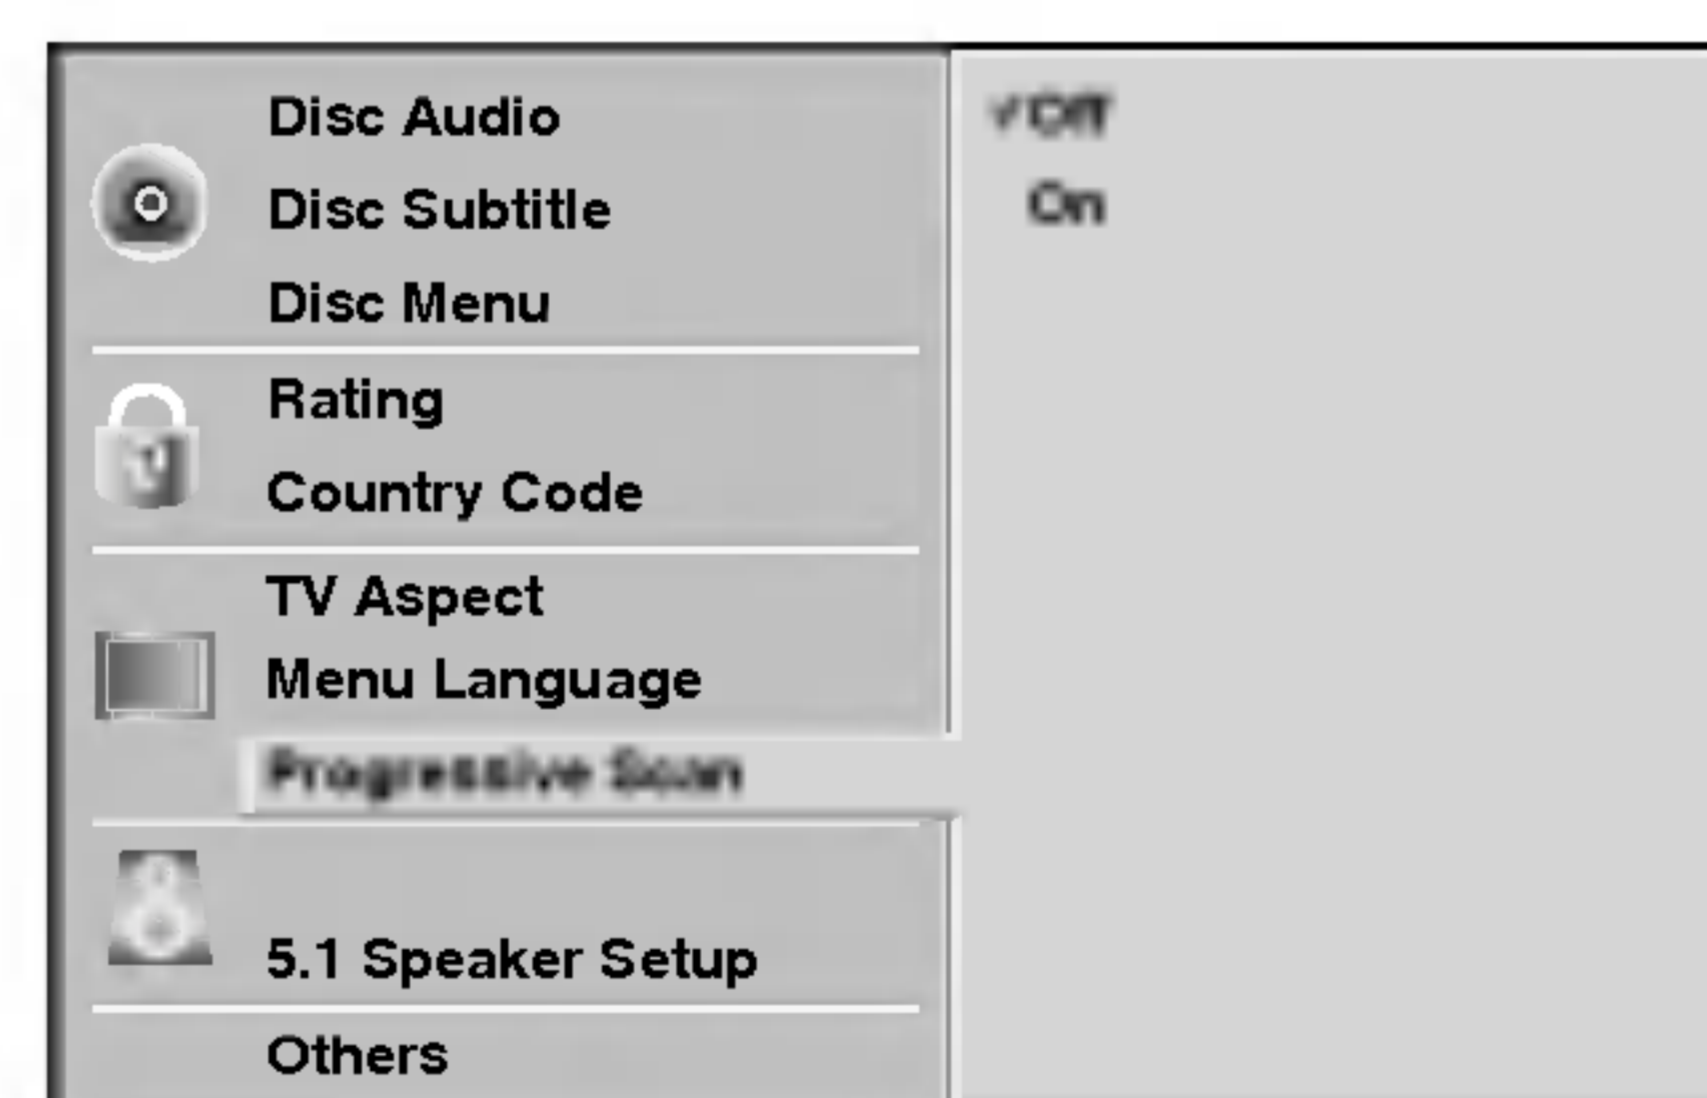 Disc Audio
Disc Subtitle
Disc Menu
Rating
Country Code
TV Aspect
Menu Language
Progressive Scan
5.1 Speaker Setup
Others
✓Off
On